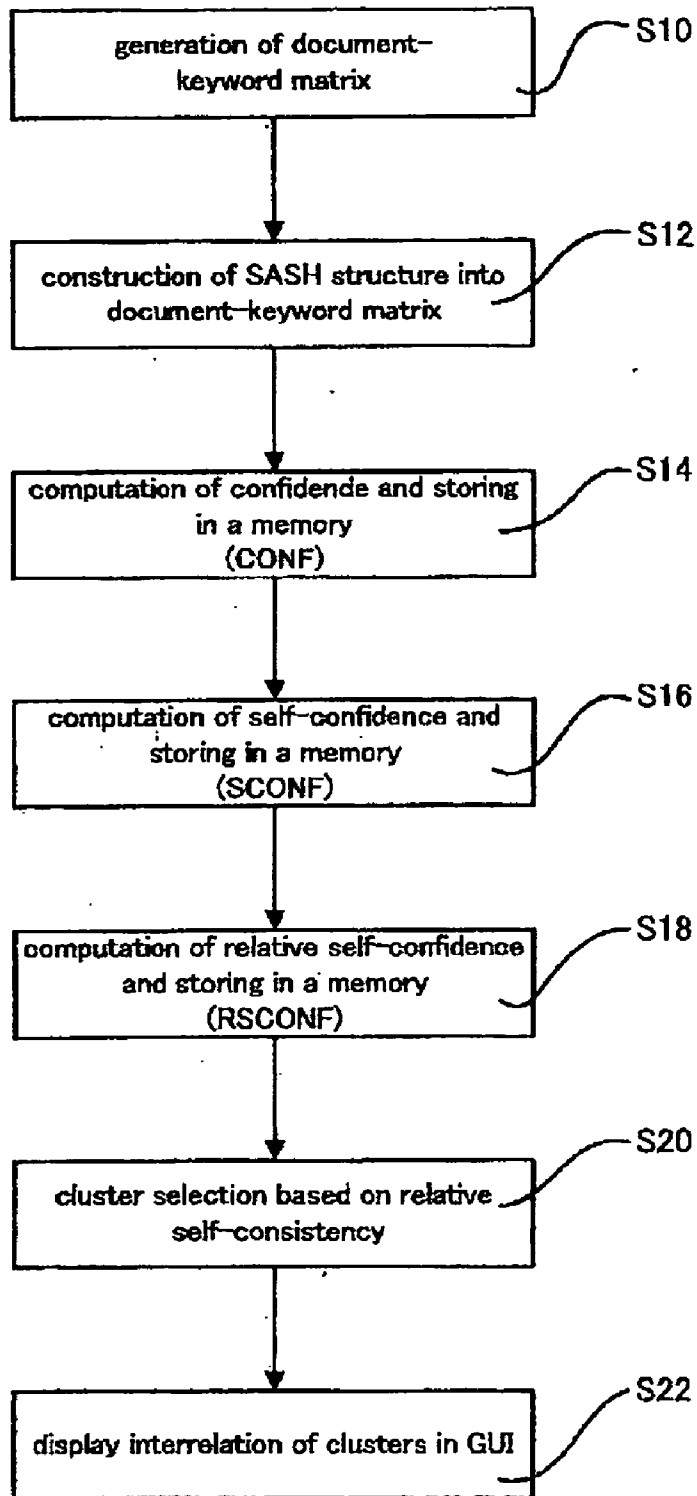 generation of document-
keyword matrix
S10
construction of SASH structure into
document-keyword matrix
S12
computation of confidende and storing
in a memory
(CONF)
S14
computation of self-confidence and
storing in a memory
(SCONF)
S16
computation of relative self-confidence
and storing in a memory
(RSCONF)
S18
cluster selection based on relative
self-consistency
S20
display interrelation of clusters in GUI
S22